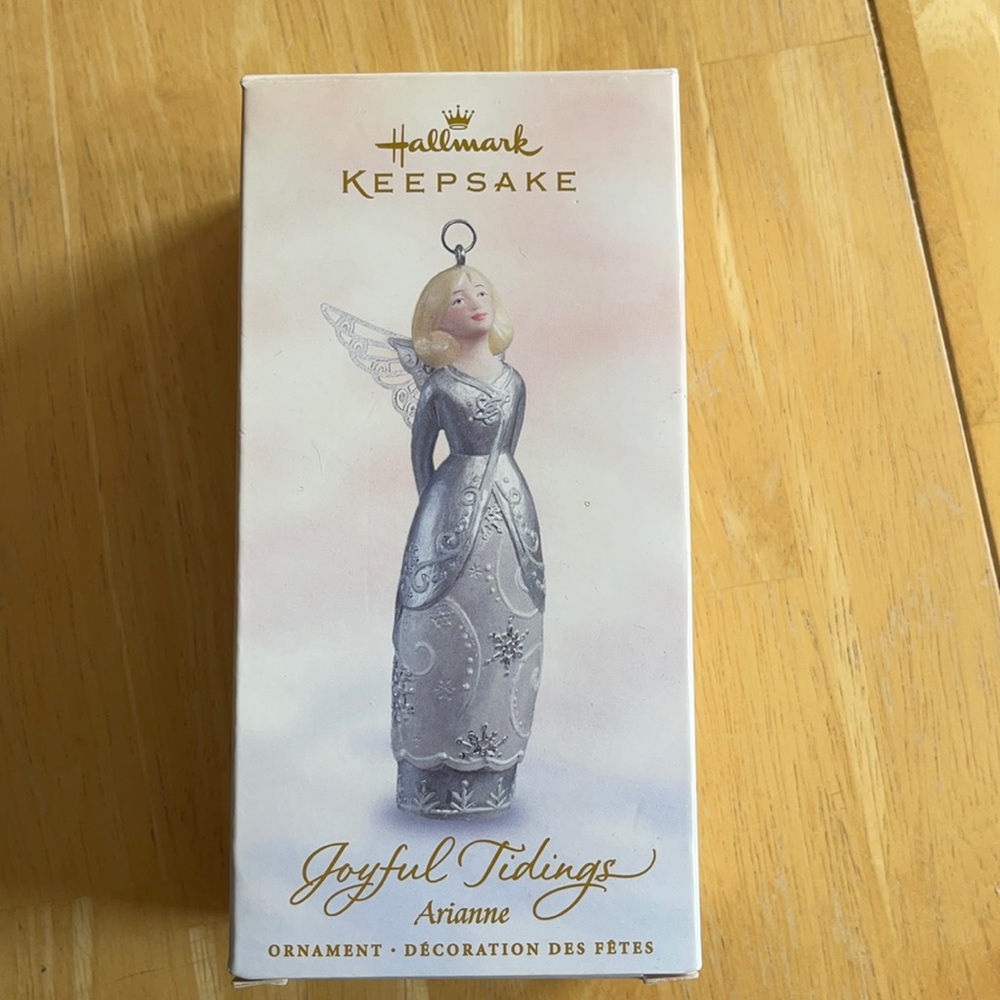 Hallmark
KEEPSAKE
Joyful Tidings
Arianne
ORNAMENT · DÉCORATION DES FÊTES